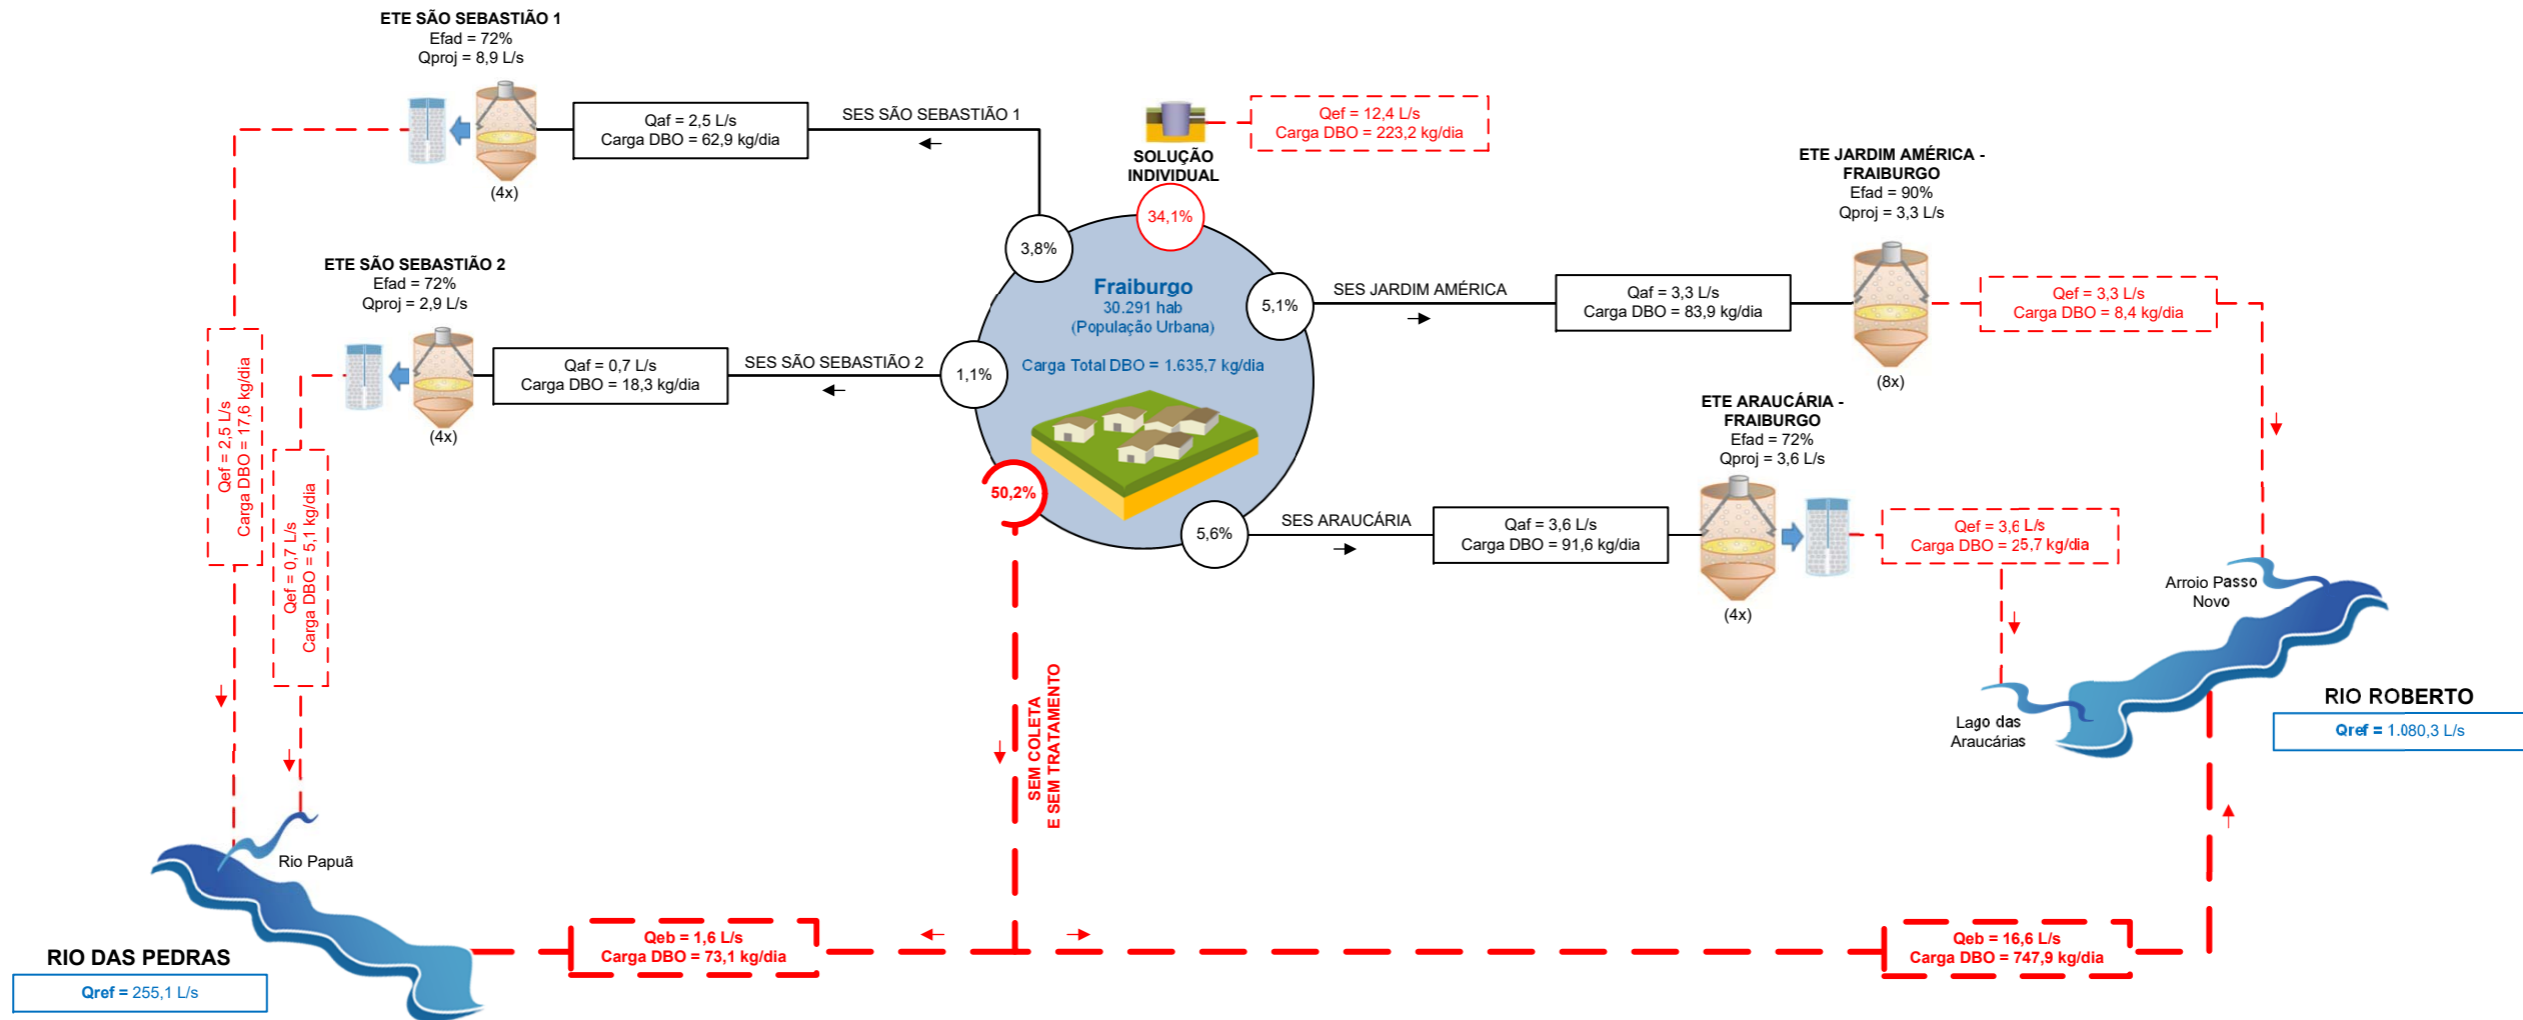 ETE SÃO SEBASTIÃO 1
Efad = 72%
Qproj = 8,9 L/s
(4x)
Qaf = 2,5 L/s
Carga DBO = 62,9 kg/dia
SES SÃO SEBASTIÃO 1
3,8%
SOLUÇÃO
INDIVIDUAL
34,1%
Qef = 12,4 L/s
Carga DBO = 223,2 kg/dia
ETE JARDIM AMÉRICA -
FRAIBURGO
Efad = 90%
Qproj = 3,3 L/s
(8x)
5,1%
SES JARDIM AMÉRICA
Qaf = 3,3 L/s
Carga DBO = 83,9 kg/dia
Qef = 3,3 L/s
Carga DBO = 8,4 kg/dia
ETE SÃO SEBASTIÃO 2
Efad = 72%
Qproj = 2,9 L/s
(4x)
Qaf = 0,7 L/s
Carga DBO = 18,3 kg/dia
SES SÃO SEBASTIÃO 2
1,1%
Fraiburgo
30.291 hab
(População Urbana)
Carga Total DBO = 1.635,7 kg/dia
50,2%
5,6%
SES ARAUCÁRIA
Qaf = 3,6 L/s
Carga DBO = 91,6 kg/dia
ETE ARAUCÁRIA -
FRAIBURGO
Efad = 72%
Qproj = 3,6 L/s
(4x)
Qef = 3,6 L/s
Carga DBO = 25,7 kg/dia
Qef = 2,5 L/s
Carga DBO = 17,6 kg/dia
Qef = 0,7 L/s
Carga DBO = 5,1 kg/dia
SEM COLETA
E SEM TRATAMENTO
Arroio Passo
Novo
Lago das
Araucárias
RIO ROBERTO
Qref = 1.080,3 L/s
Rio Papuã
RIO DAS PEDRAS
Qref = 255,1 L/s
Qeb = 1,6 L/s
Carga DBO = 73,1 kg/dia
Qeb = 16,6 L/s
Carga DBO = 747,9 kg/dia